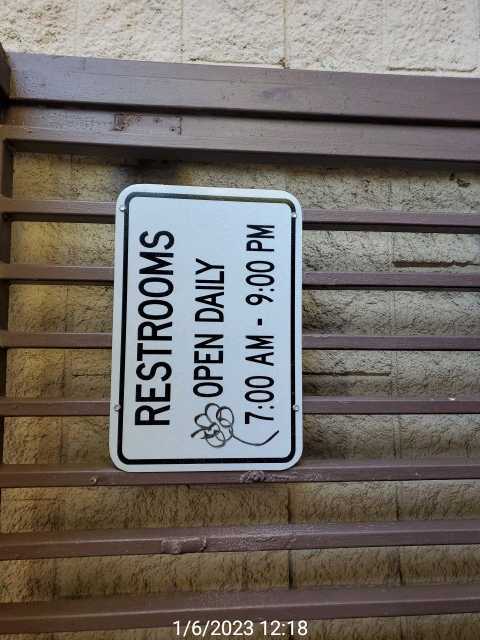 RESTROOMS
OPEN DAILY
7:00 AM - 9:00 PM
1/6/2023 12:18